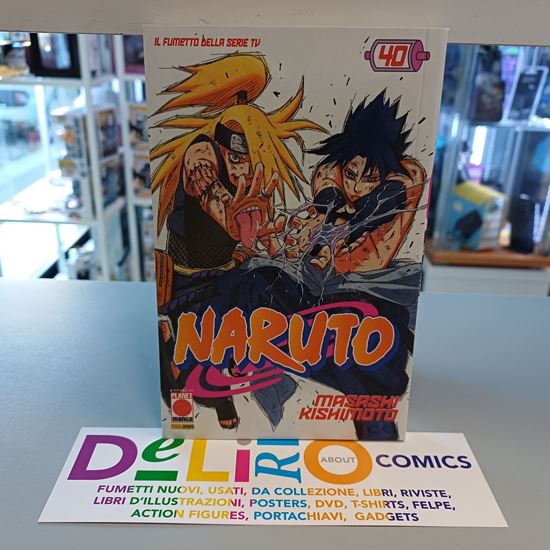 IL FUMETTO DELLA SERIE TV
40
NARUTO
PLANET
manga
MASASHI
KISHIMOTO
DeLiRiO ABOUT COMICS
FUMETTI NUOVI, USATI, DA COLLEZIONE, LIBRI, RIVISTE,
LIBRI D'ILLUSTRAZIONI, POSTERS, DVD, T-SHIRTS, FELPE,
ACTION FIGURES, PORTACHIAVI, GADGETS